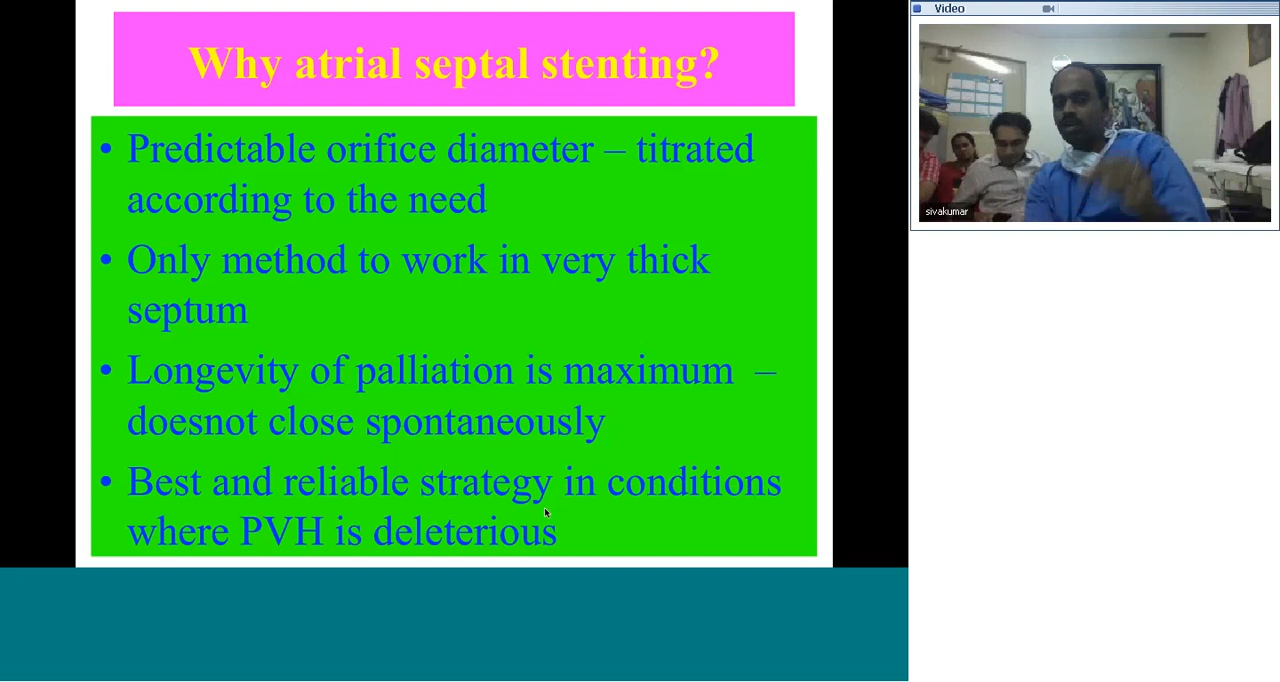 Why atrial septal stenting?
• Predictable orifice diameter – titrated
according to the need
• Only method to work in very thick
septum
• Longevity of palliation is maximum –
doesnot close spontaneously
• Best and reliable strategy in conditions
where PVH is deleterious
Video
sivakumar